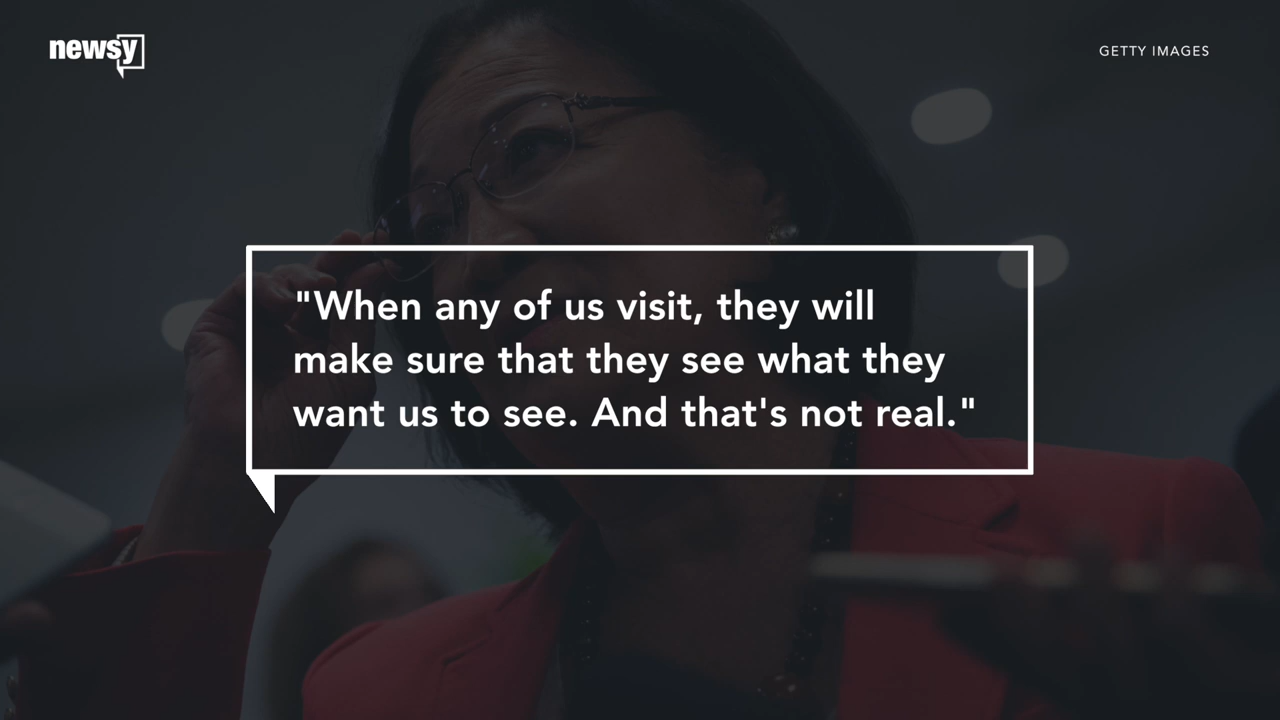 newsy
GETTY IMAGES
"When any of us visit, they will
make sure that they see what they
want us to see. And that's not real."